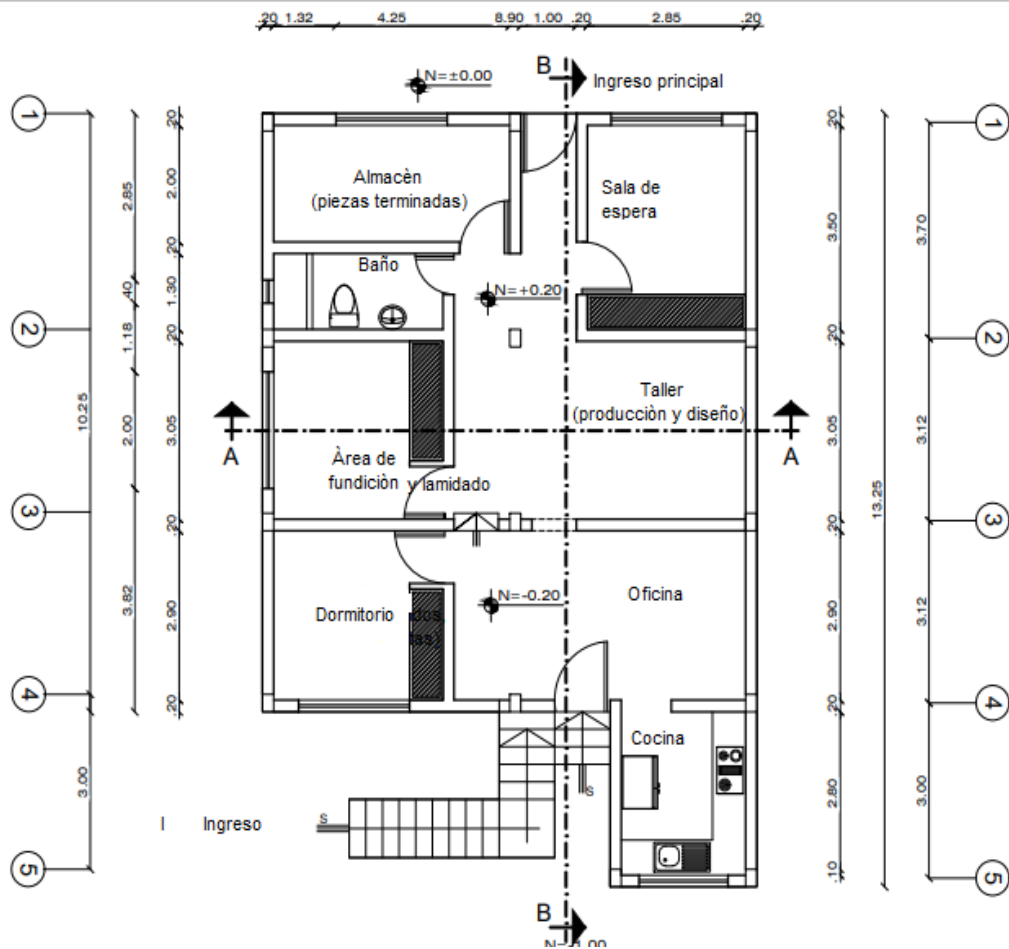 .20 1.32 4.25 8.90 1.00 .20 2.85 .20
B
N=±0.00
Ingreso principal
1
1
.20
.20
2.85
2.00
Almacèn
(piezas terminadas)
Sala de
espera
3.50
3.70
.20
Baño
.40
1.30
N=+0.20
2
2
.20
.20
1.18
10.25
2.00
3.05
Taller
(producciòn y diseño)
3.05
3.12
A
A
Àrea de
fundiciòn y lamidado
13.25
3
3
.20
.20
3.82
2.90
N=-0.20
Oficina
Dormitorio
2.90
3.12
4
4
.20
.20
Cocina
3.00
2.80
3.00
S
S
I Ingreso
5
5
.10
B